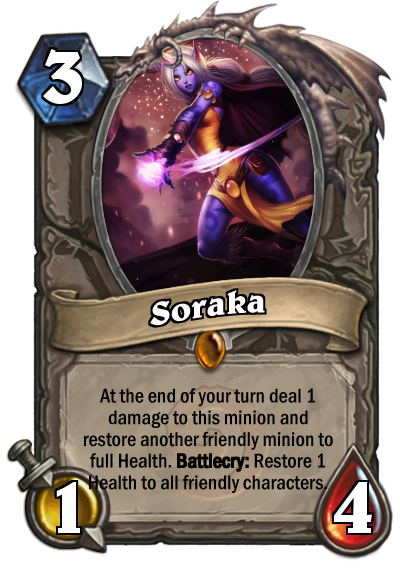 3
Soraka
At the end of your turn deal 1
damage to this minion and
restore another friendly minion to
full Health. Battlecry: Restore 1
Health to all friendly characters.
1
4